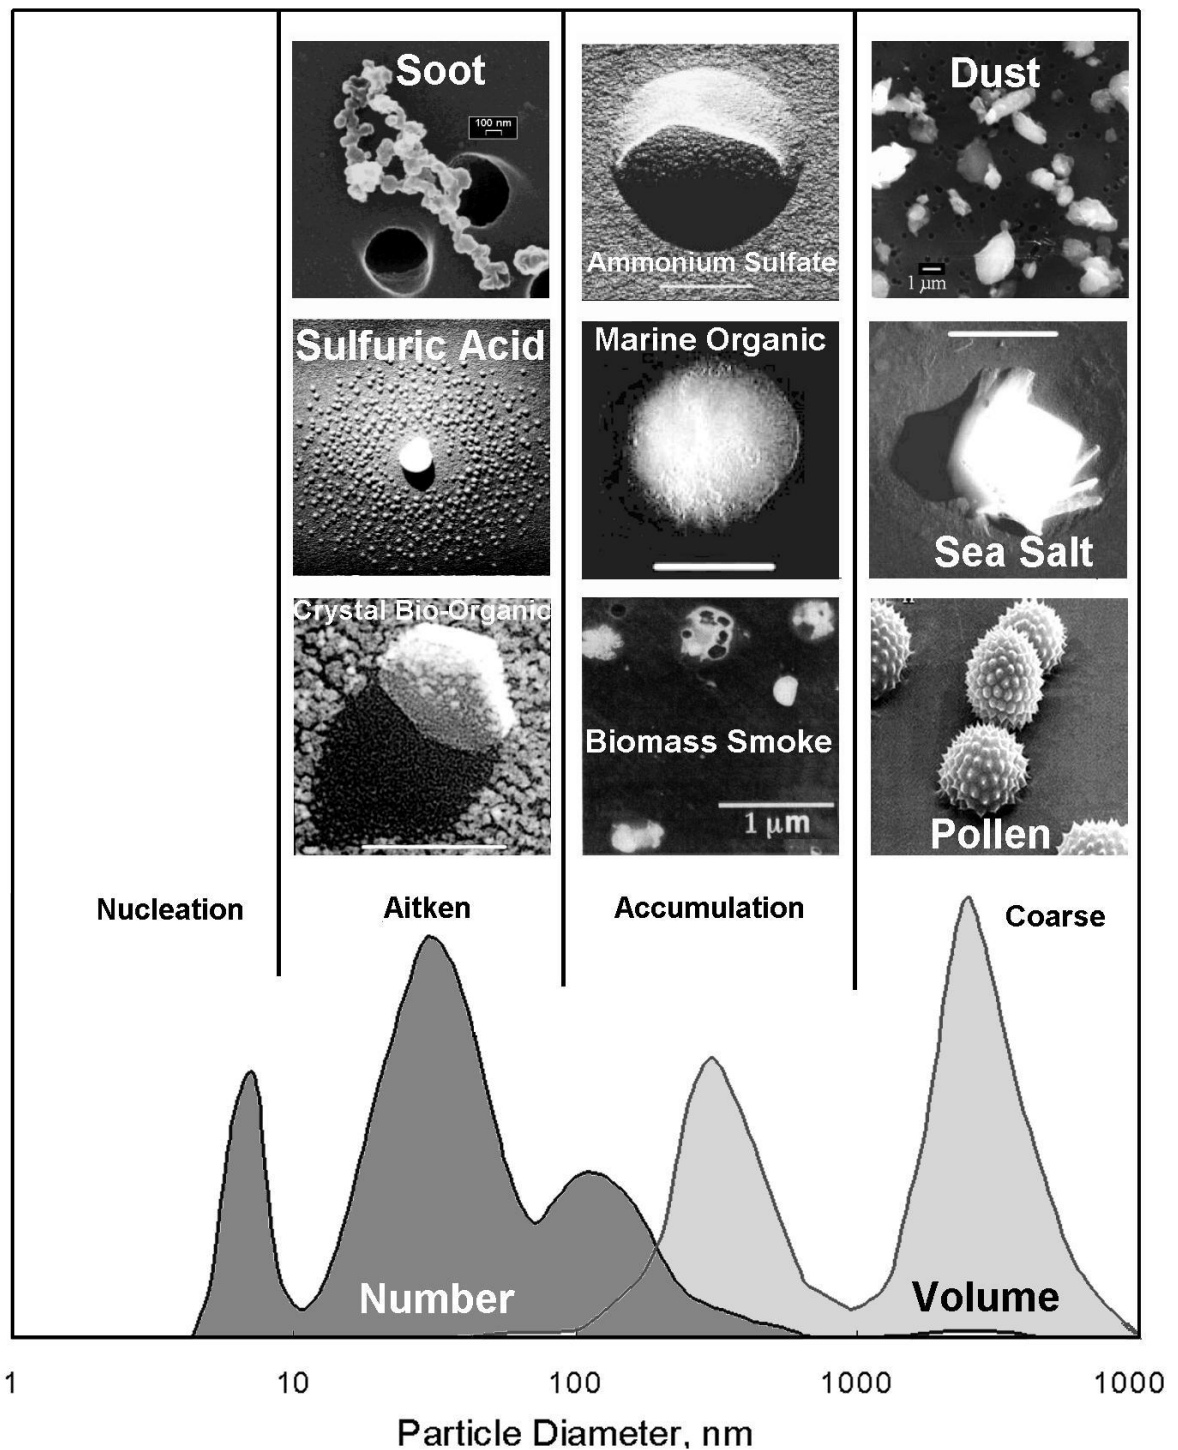 Soot
100 nm
Ammonium Sulfate
Dust
1 µm
Sulfuric Acid
Marine Organic
Sea Salt
Crystal Bio-Organic
Biomass Smoke
1 µm
Pollen
Nucleation
Aitken
Accumulation
Coarse
Number
Volume
1
10
100
1000
1000
Particle Diameter, nm